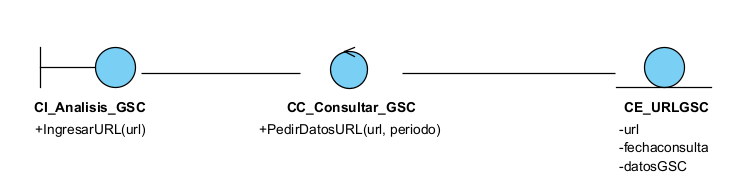 CI_Analisis_GSC
+IngresarURL(url)
CC_Consultar_GSC
+PedirDatosURL(url, periodo)
CE_URLGSC
-url
-fechaconsulta
-datosGSC